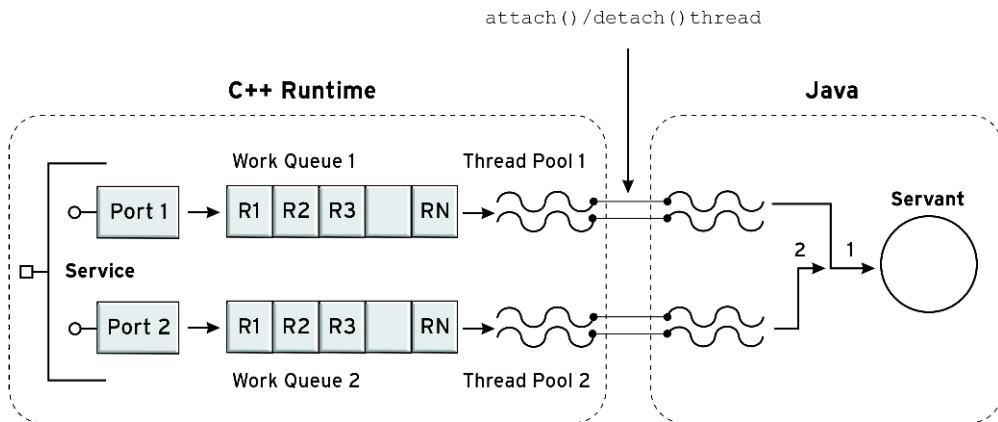 attach()/detach()thread
C++ Runtime
Java
Work Queue 1
Thread Pool 1
Port 1
R1 R2 R3 RN
Servant
Service
2
1
Port 2
R1 R2 R3 RN
Work Queue 2
Thread Pool 2